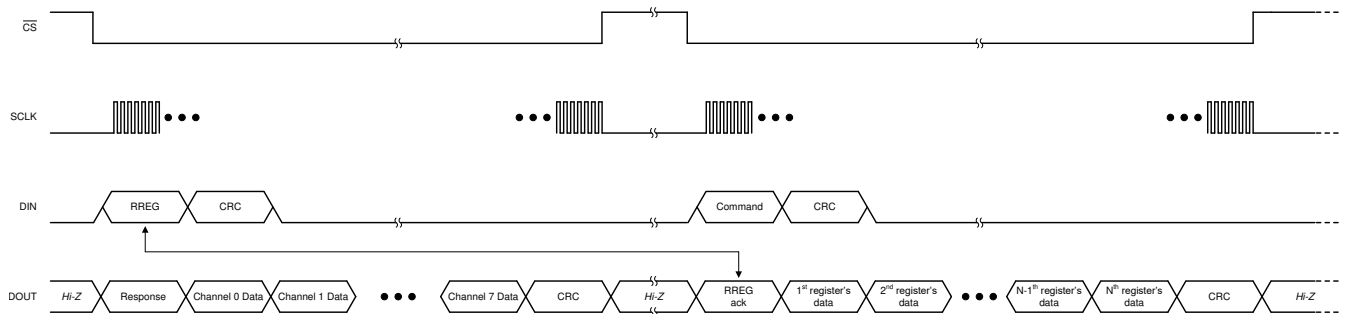 CS
SCLK
DIN
RREG
CRC
Command
CRC
DOUT
Hi-Z
Response
Channel 0 Data
Channel 1 Data
Channel 7 Data
CRC
Hi-Z
RREG
ack
1st register's
data
2nd register's
data
N-1th register's
data
Nth register's
data
CRC
Hi-Z